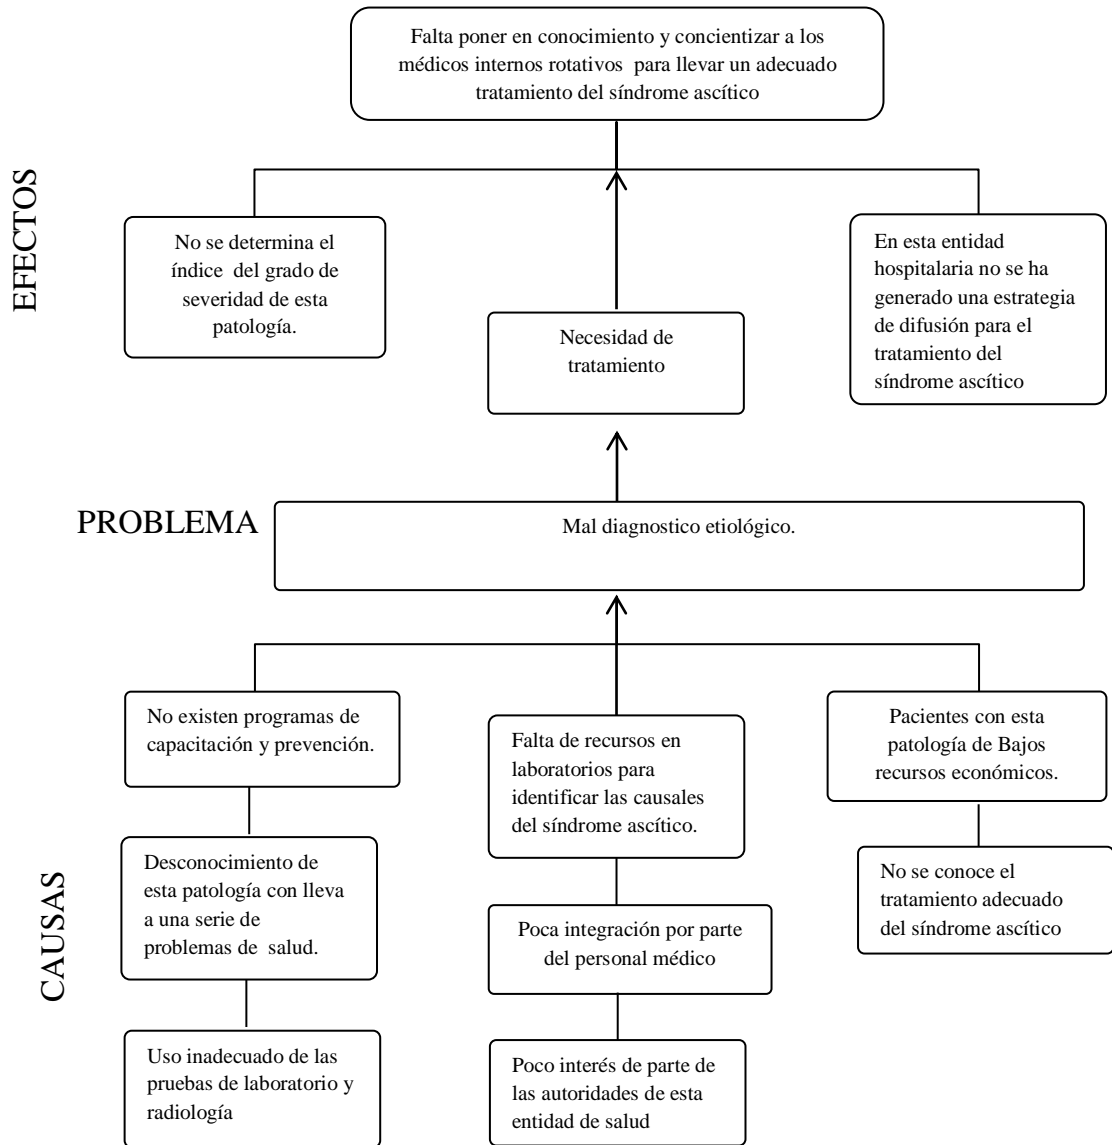 Falta poner en conocimiento y concientizar a los
médicos internos rotativos para llevar un adecuado
tratamiento del síndrome ascítico
EFECTOS
No se determina el
índice del grado de
severidad de esta
patología.
Necesidad de
tratamiento
En esta entidad
hospitalaria no se ha
generado una estrategia
de difusión para el
tratamiento del
síndrome ascítico
PROBLEMA
Mal diagnostico etiológico.
CAUSAS
No existen programas de
capacitación y prevención.
Desconocimiento de
esta patología con lleva
a una serie de
problemas de salud.
Uso inadecuado de las
pruebas de laboratorio y
radiología
Falta de recursos en
laboratorios para
identificar las causales
del síndrome ascítico.
Poca integración por parte
del personal médico
Poco interés de parte de
las autoridades de esta
entidad de salud
Pacientes con esta
patología de Bajos
recursos económicos.
No se conoce el
tratamiento adecuado
del síndrome ascítico